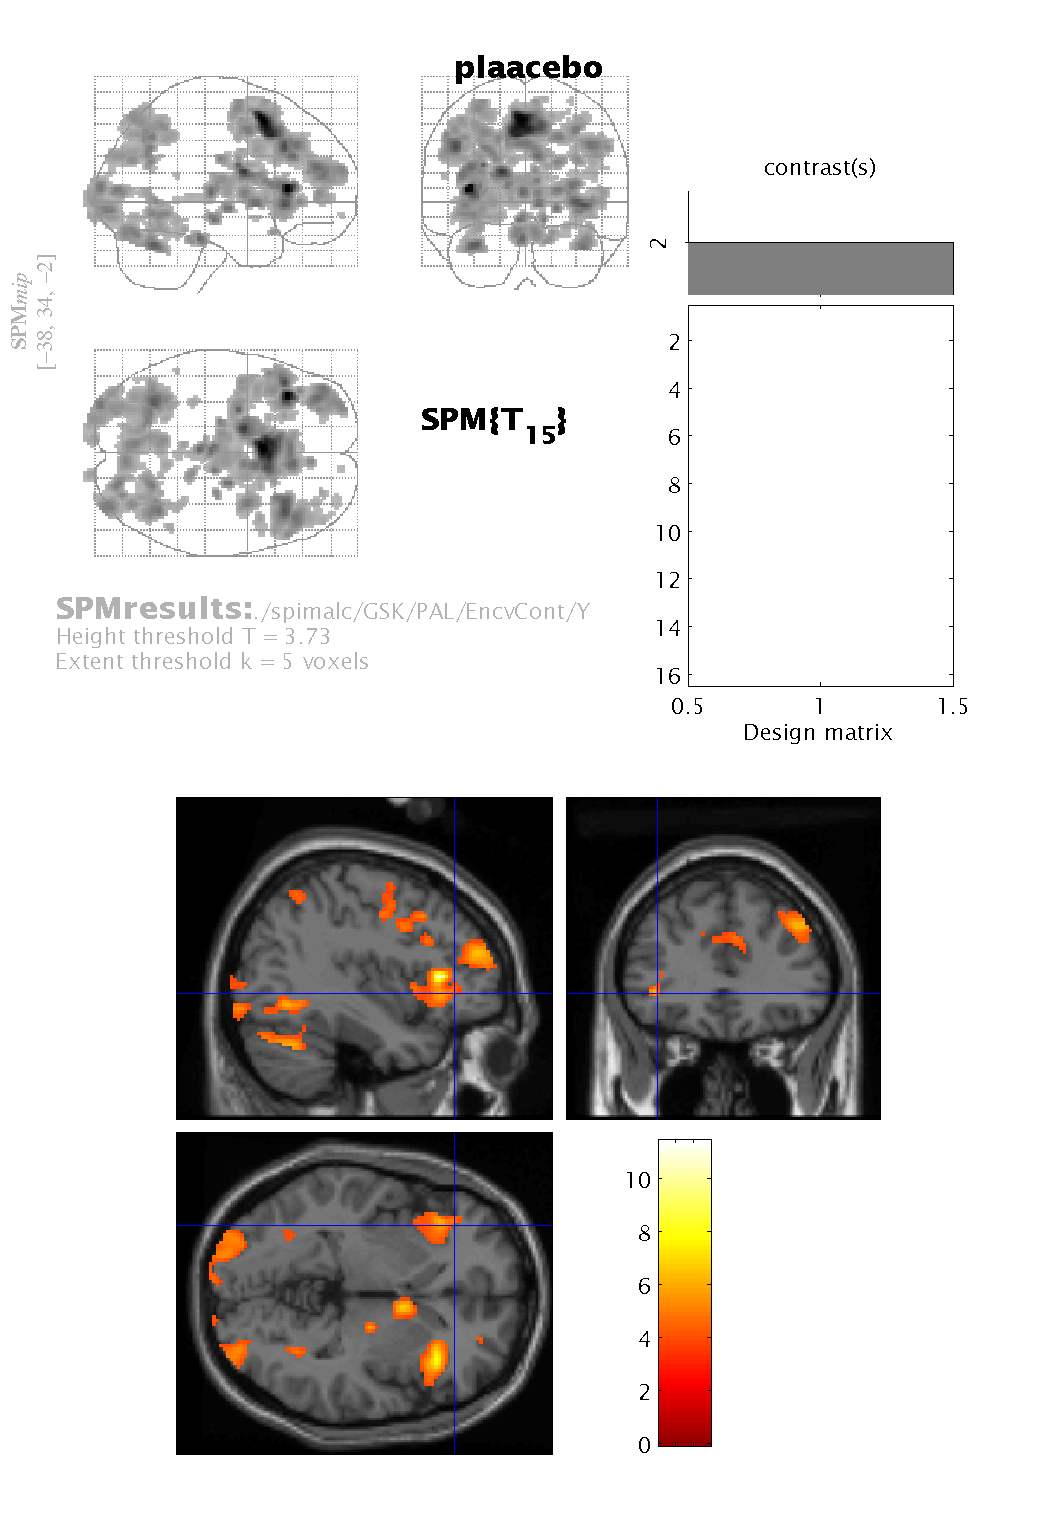 plaacebo
SPMmip
[−38, 34, −2]
SPM{T15}
SPMresults:./spimalc/GSK/PAL/EncvCont/Y
Height threshold T = 3.73
Extent threshold k = 5 voxels
contrast(s)
2
2
4
6
8
10
12
14
16
0.5 1 1.5
Design matrix
10
8
6
4
2
0